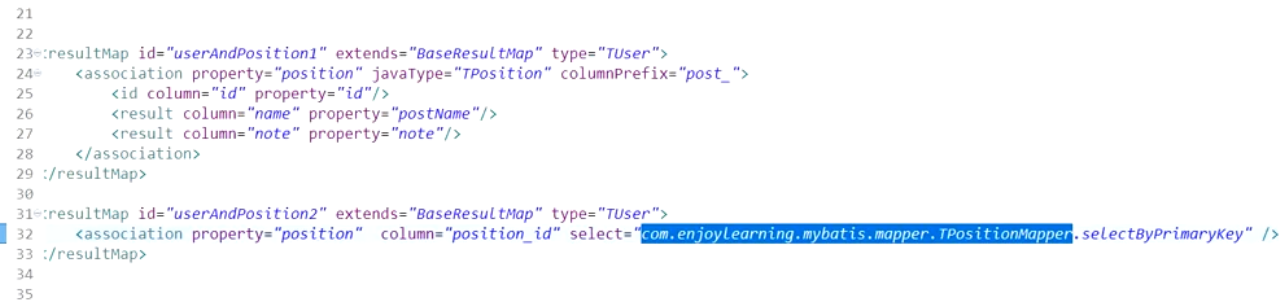 21
22
23 :resultMap id="userAndPosition1" extends="BaseResultMap" type="TUser">
24 <association property="position" javaType="TPosition" columnPrefix="post_">
25 <id column="id" property="id"/>
26 <result column="name" property="postName"/>
27 <result column="note" property="note"/>
28 </association>
29 :/resultMap>
30
31 :resultMap id="userAndPosition2" extends="BaseResultMap" type="TUser">
32 <association property="position" column="position_id" select="com.enjoylearning.mybatis.mapper.TPositionMapper.selectByPrimaryKey" />
33 :/resultMap>
34
35